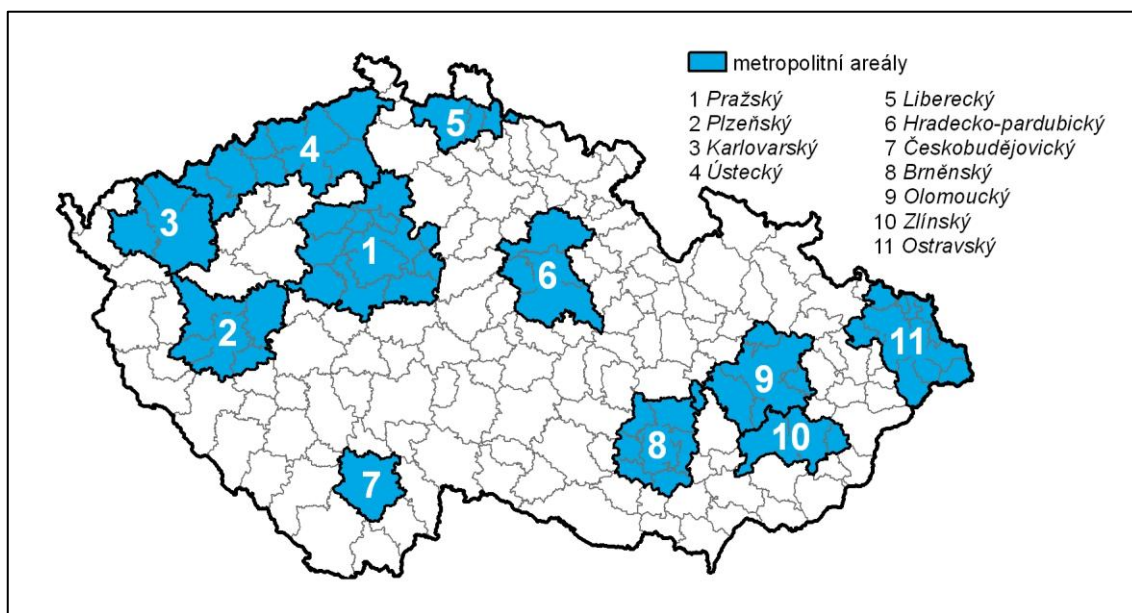 metropolitní areály
1 Pražský
2 Plzeňský
3 Karlovarský
4 Ústecký
5 Liberecký
6 Hradecko-pardubický
7 Českobudějovický
8 Brněnský
9 Olomoucký
10 Zlínský
11 Ostravský
5
4
3
1
6
2
11
9
10
8
7